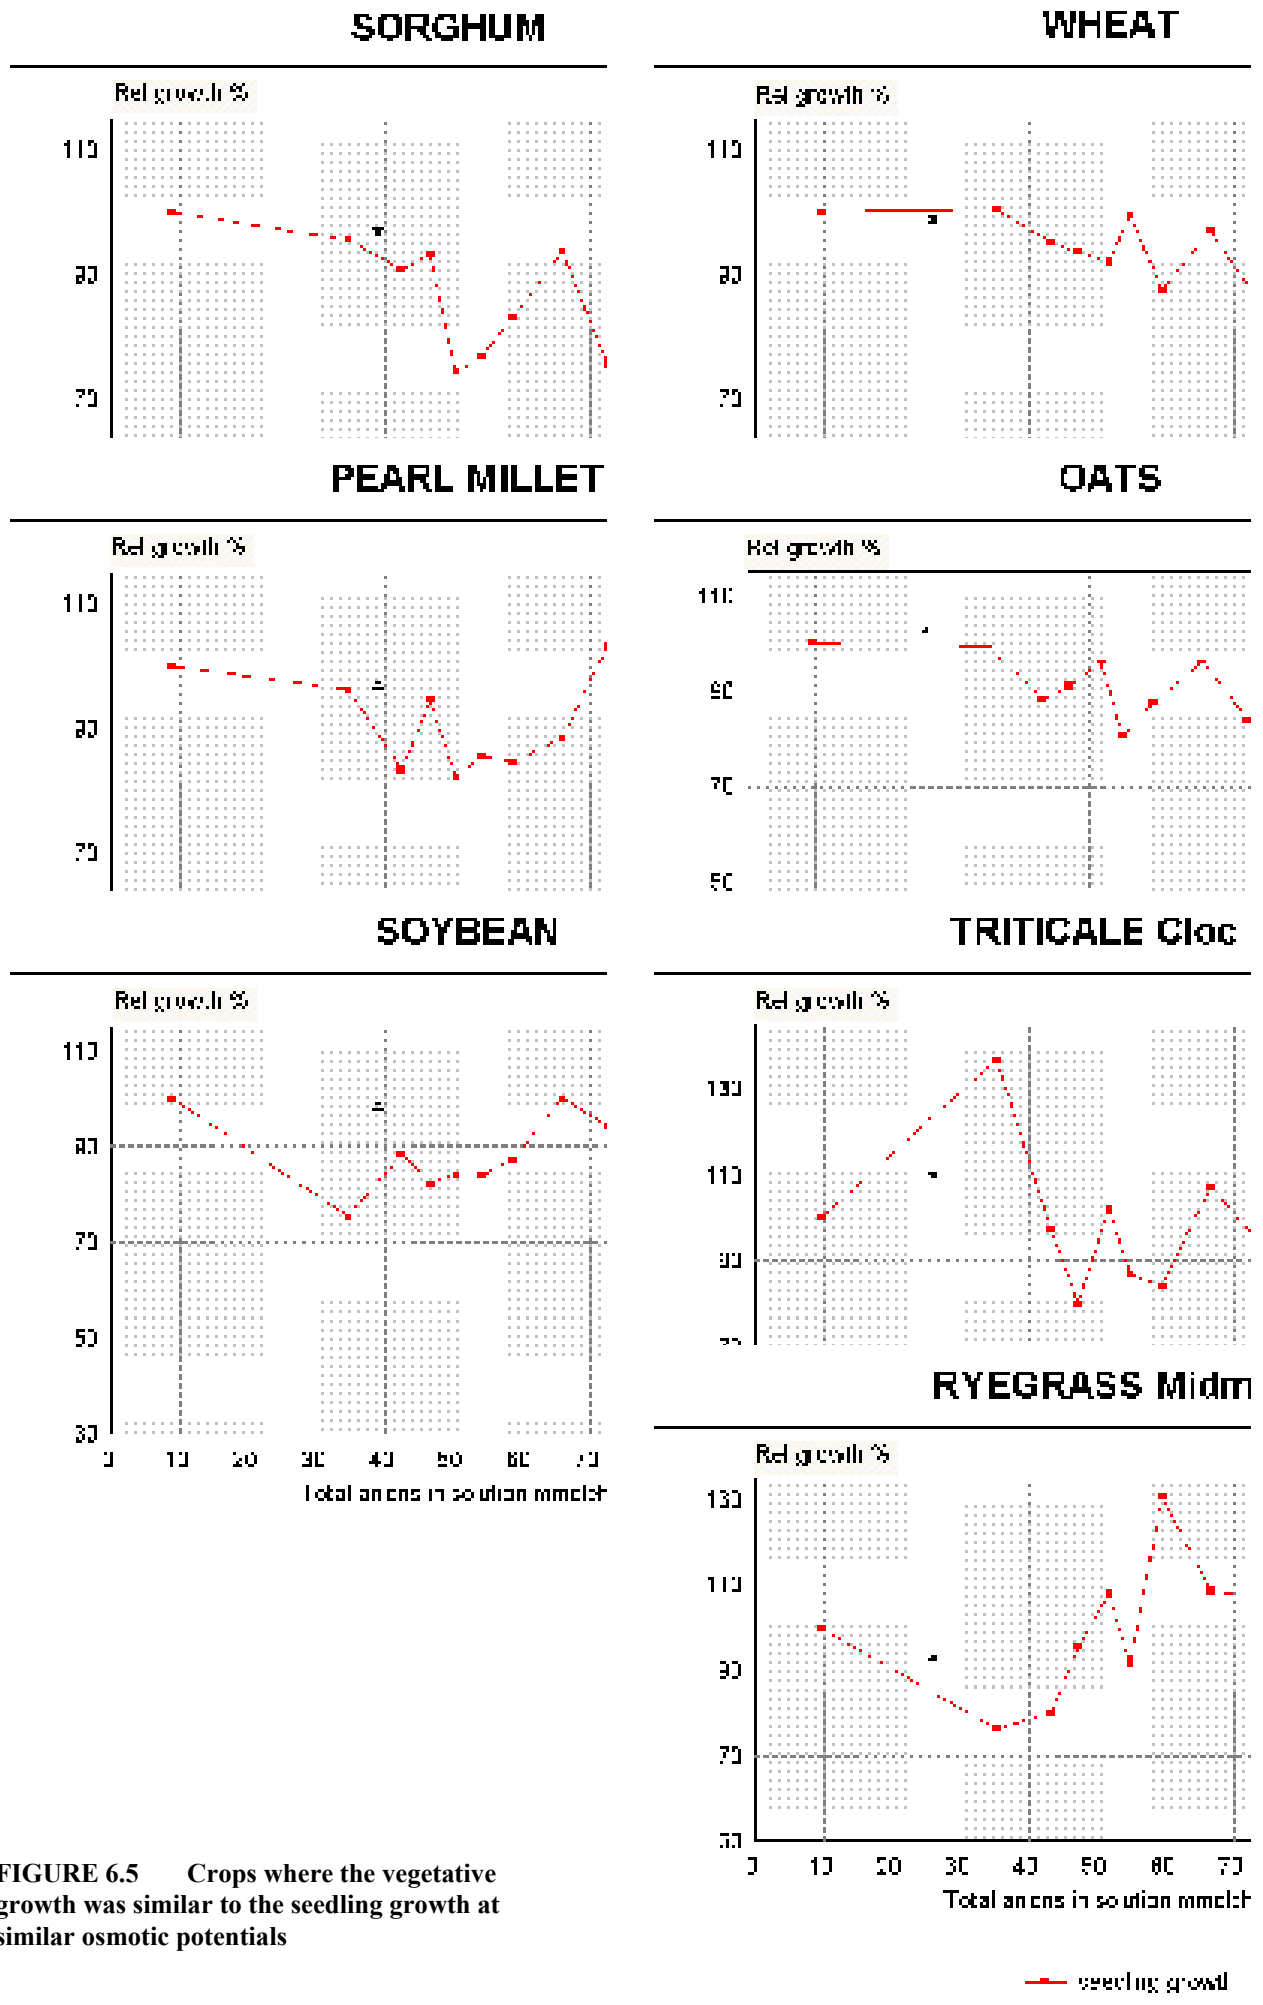 SORGHUM
Rel growth %
110
90
70
PEARL MILLET
Rel growth %
110
90
70
SOYBEAN
Rel growth %
110
90
70
50
30
0 10 20 30 40 50 60 70
Total anions in solution mmolc/
WHEAT
Rel growth %
110
90
70
OATS
Rel growth %
110
90
70
50
TRITICALE Cloc
Rel growth %
130
110
90
70
RYEGRASS Midm
Rel growth %
130
110
90
70
50
0 10 20 30 40 50 60 70
Total anions in solution mmolc/
seedling growth
FIGURE 6.5 Crops where the vegetative
growth was similar to the seedling growth at
similar osmotic potentials